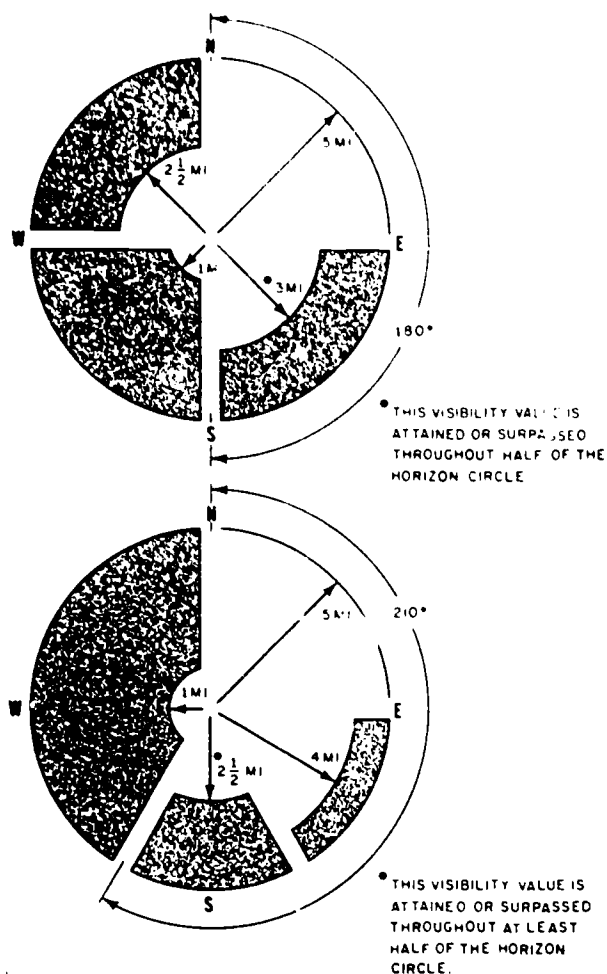 N
5 MI
2 1/2 MI
W
E
1 M
• 3 MI
180°
• THIS VISIBILITY VALUE IS
ATTAINED OR SURPASSED
THROUGHOUT HALF OF THE
HORIZON CIRCLE
S
N
5 MI
210°
W
1 MI
E
4 MI
• 2 1/2 MI
S
• THIS VISIBILITY VALUE IS
ATTAINED OR SURPASSED
THROUGHOUT AT LEAST
HALF OF THE HORIZON
CIRCLE.